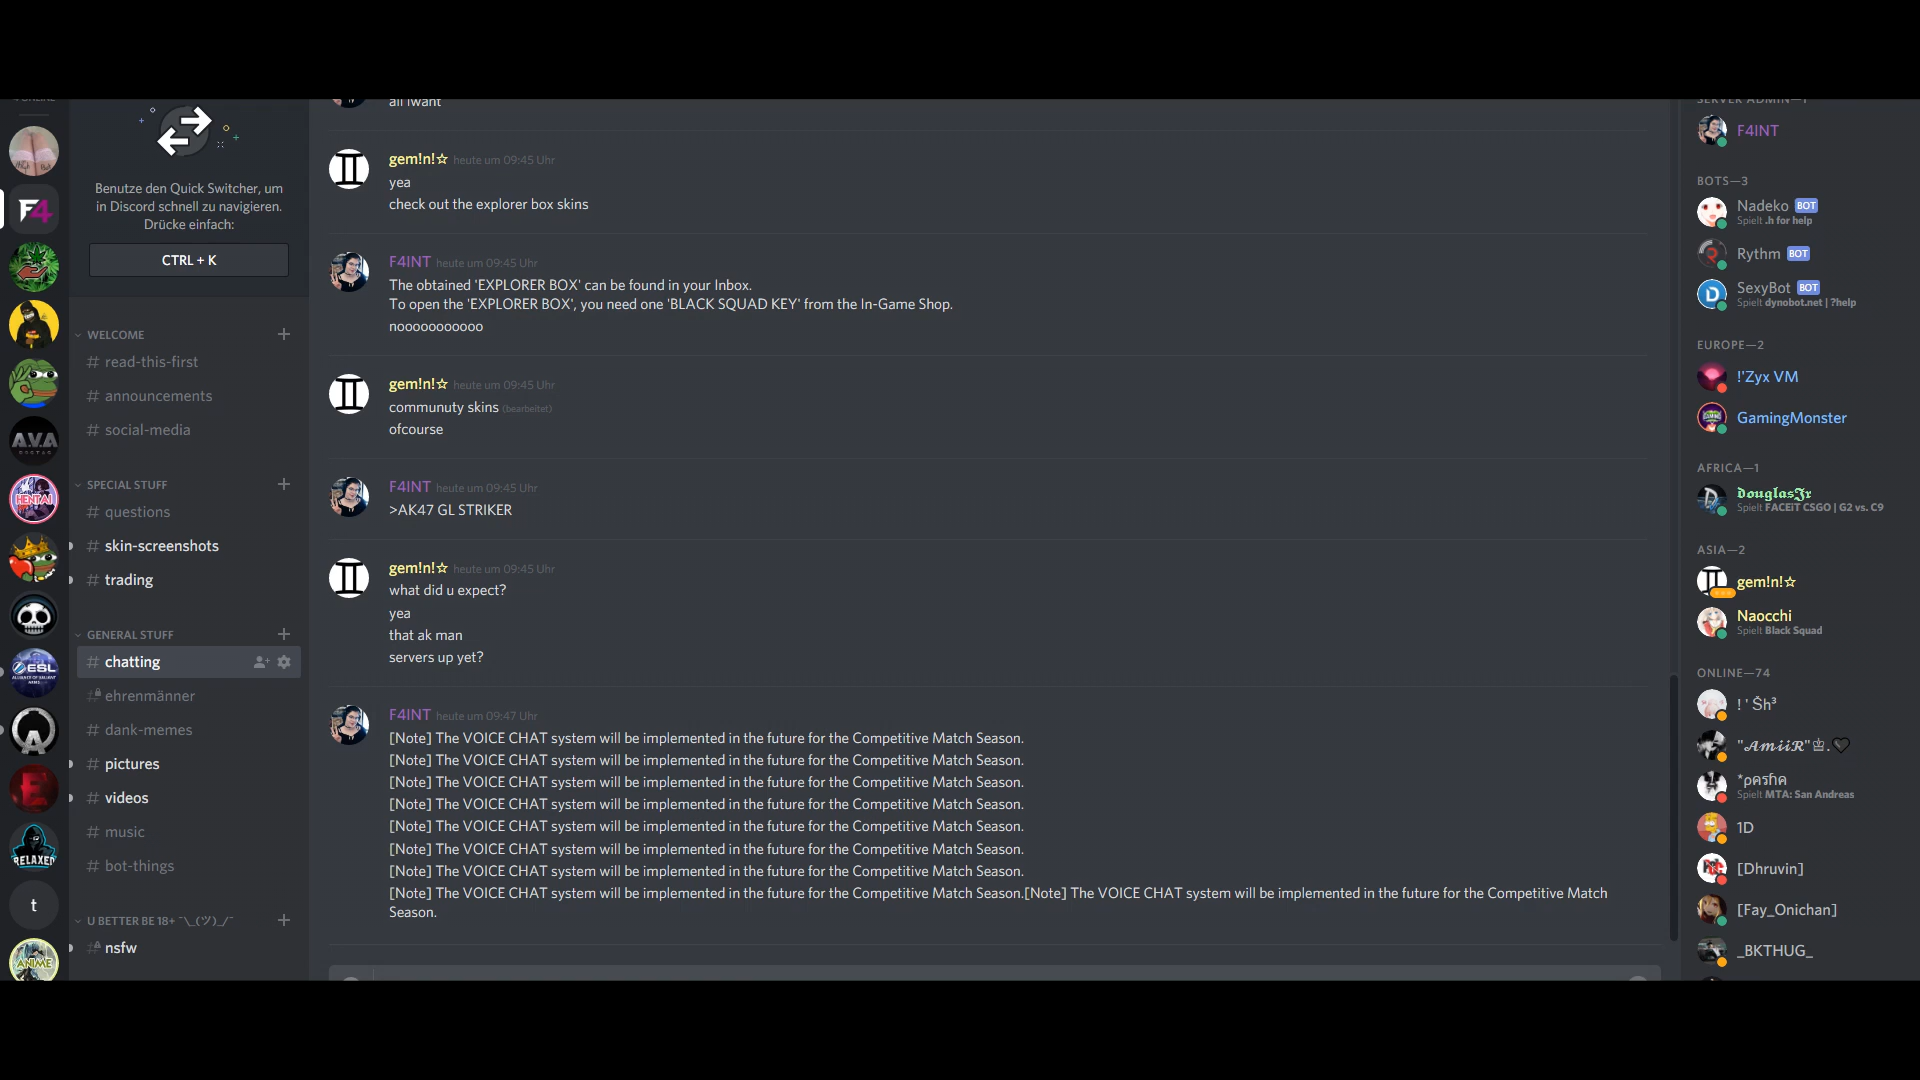 all iwant
Benutze den Quick Switcher, um
in Discord schnell zu navigieren.
Drücke einfach:
CTRL + K
WELCOME
# read-this-first
# announcements
# social-media
SPECIAL STUFF
# questions
# skin-screenshots
# trading
GENERAL STUFF
# chatting
# ehrenmänner
# dank-memes
# pictures
# videos
# music
# bot-things
U BETTER BE 18+ ¯\_(ツ)_/¯
# nsfw
F4
A.V.A
HENTAI
ESL
E
RELAXED
t
ANIME
gem!n!☆ heute um 09:45 Uhr
yea
check out the explorer box skins
F4INT heute um 09:45 Uhr
The obtained 'EXPLORER BOX' can be found in your Inbox.
To open the 'EXPLORER BOX', you need one 'BLACK SQUAD KEY' from the In-Game Shop.
nooooooooooo
gem!n!☆ heute um 09:45 Uhr
communuty skins (bearbeitet)
ofcourse
F4INT heute um 09:45 Uhr
>AK47 GL STRIKER
gem!n!☆ heute um 09:45 Uhr
what did u expect?
yea
that ak man
servers up yet?
F4INT heute um 09:47 Uhr
[Note] The VOICE CHAT system will be implemented in the future for the Competitive Match Season.
[Note] The VOICE CHAT system will be implemented in the future for the Competitive Match Season.
[Note] The VOICE CHAT system will be implemented in the future for the Competitive Match Season.
[Note] The VOICE CHAT system will be implemented in the future for the Competitive Match Season.
[Note] The VOICE CHAT system will be implemented in the future for the Competitive Match Season.
[Note] The VOICE CHAT system will be implemented in the future for the Competitive Match Season.
[Note] The VOICE CHAT system will be implemented in the future for the Competitive Match Season.
[Note] The VOICE CHAT system will be implemented in the future for the Competitive Match Season.[Note] The VOICE CHAT system will be implemented in the future for the Competitive Match
Season.
SERVER ADMIN—1
F4INT
BOTS—3
Nadeko BOT
Spielt .h for help
Rythm BOT
SexyBot BOT
Spielt dynobot.net | ?help
EUROPE—2
!'Zyx VM
GamingMonster
AFRICA—1
𝕯𝖔𝖚𝖌𝖑𝖆𝖘𝕵𝖗
Spielt FACEIT CSGO | G2 vs. C9
ASIA—2
gem!n!☆
Naocchi
Spielt Black Squad
ONLINE—74
! ' Šh³
"𝓐𝓶𝓲𝓲𝓡"♔.♡
Spielt MTA: San Andreas
1D
[Dhruvin]
[Fay_Onichan]
_BKTHUG_